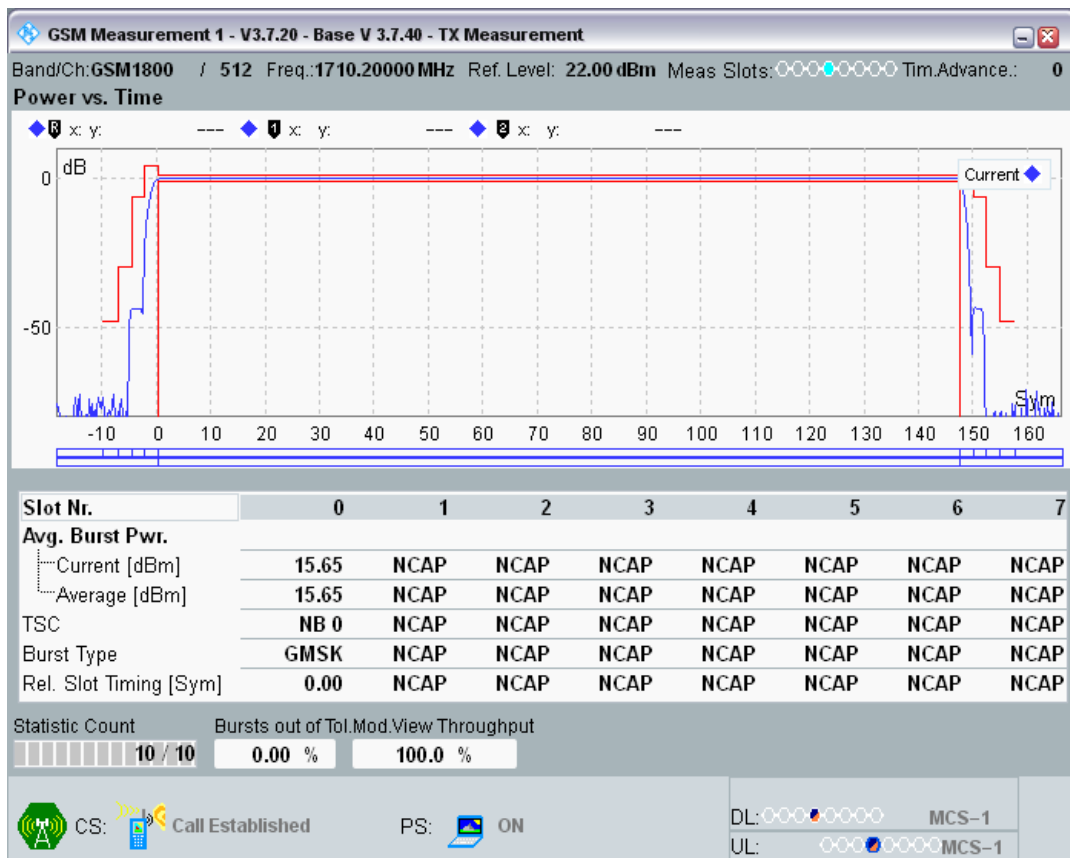 GSM Measurement 1 - V3.7.20 - Base V 3.7.40 - TX Measurement
Band/Ch:GSM1800 / 512 Freq.:1710.20000 MHz Ref. Level: 22.00 dBm Meas Slots: Tim.Advance.: 0
Power vs. Time
R x: y: --- 1 x: y: --- 2 x: y: ---
dB
0
Current
-50
Sym
-10 0 10 20 30 40 50 60 70 80 90 100 110 120 130 140 150 160
Slot Nr. 0 1 2 3 4 5 6 7
Avg. Burst Pwr.
Current [dBm] 15.65 NCAP NCAP NCAP NCAP NCAP NCAP NCAP
Average [dBm] 15.65 NCAP NCAP NCAP NCAP NCAP NCAP NCAP
TSC NB 0 NCAP NCAP NCAP NCAP NCAP NCAP NCAP
Burst Type GMSK NCAP NCAP NCAP NCAP NCAP NCAP NCAP
Rel. Slot Timing [Sym] 0.00 NCAP NCAP NCAP NCAP NCAP NCAP NCAP
Statistic Count Bursts out of Tol. Mod.View Throughput
10 / 10 0.00 % 100.0 %
CS: Call Established PS: ON
DL: MCS-1
UL: MCS-1